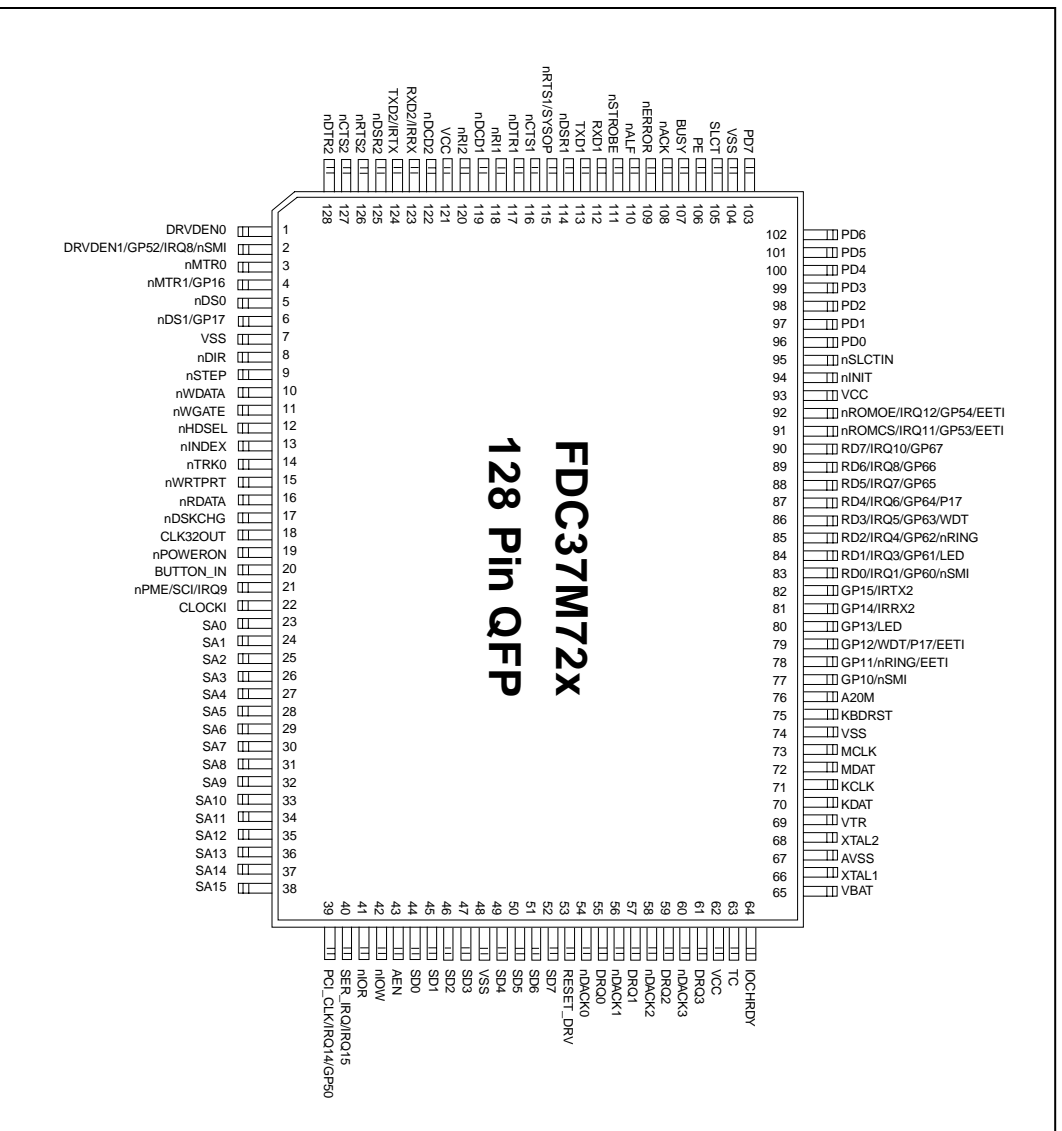 nDTR2
nCTS2
nRTS2
nDSR2
TXD2/IRTX
RXD2/IRRX
nDCD2
VCC
nRI2
nDCD1
nRI1
nDTR1
nCTS1
nRTS1/SYSOP
nDSR1
TXD1
RXD1
nSTROBE
nALF
nERROR
nACK
BUSY
PE
SLCT
VSS
PD7
128
127
126
125
124
123
122
121
120
119
118
117
116
115
114
113
112
111
110
109
108
107
106
105
104
103
DRVDEN0 1
DRVDEN1/GP52/IRQ8/nSMI 2
nMTR0 3
nMTR1/GP16 4
nDS0 5
nDS1/GP17 6
VSS 7
nDIR 8
nSTEP 9
nWDATA 10
nWGATE 11
nHDSEL 12
nINDEX 13
nTRK0 14
nWRTPRT 15
nRDATA 16
nDSKCHG 17
CLK32OUT 18
nPOWERON 19
BUTTON_IN 20
nPME/SCI/IRQ9 21
CLOCKI 22
SA0 23
SA1 24
SA2 25
SA3 26
SA4 27
SA5 28
SA6 29
SA7 30
SA8 31
SA9 32
SA10 33
SA11 34
SA12 35
SA13 36
SA14 37
SA15 38
FDC37M72x
128 Pin QFP
102 PD6
101 PD5
100 PD4
99 PD3
98 PD2
97 PD1
96 PD0
95 nSLCTIN
94 nINIT
93 VCC
92 nROMOE/IRQ12/GP54/EETI
91 nROMCS/IRQ11/GP53/EETI
90 RD7/IRQ10/GP67
89 RD6/IRQ8/GP66
88 RD5/IRQ7/GP65
87 RD4/IRQ6/GP64/P17
86 RD3/IRQ5/GP63/WDT
85 RD2/IRQ4/GP62/nRING
84 RD1/IRQ3/GP61/LED
83 RD0/IRQ1/GP60/nSMI
82 GP15/IRTX2
81 GP14/IRRX2
80 GP13/LED
79 GP12/WDT/P17/EETI
78 GP11/nRING/EETI
77 GP10/nSMI
76 A20M
75 KBDRST
74 VSS
73 MCLK
72 MDAT
71 KCLK
70 KDAT
69 VTR
68 XTAL2
67 AVSS
66 XTAL1
65 VBAT
39
40
41
42
43
44
45
46
47
48
49
50
51
52
53
54
55
56
57
58
59
60
61
62
63
64
PCI_CLK/IRQ14/GP50
SER_IRQ/IRQ15
nIOR
nIOW
AEN
SD0
SD1
SD2
SD3
VSS
SD4
SD5
SD6
SD7
RESET_DRV
nDACK0
DRQ0
nDACK1
DRQ1
nDACK2
DRQ2
nDACK3
DRQ3
VCC
TC
IOCHRDY